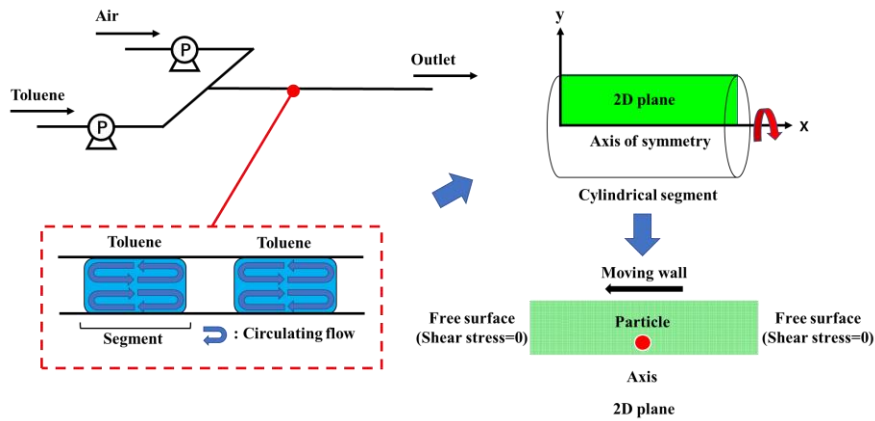 Air
P
Toluene
P
Outlet
Toluene Toluene
Segment
: Circulating flow
y
2D plane
x
Axis of symmetry
Cylindrical segment
Moving wall
Free surface
(Shear stress=0)
Particle
Free surface
(Shear stress=0)
Axis
2D plane